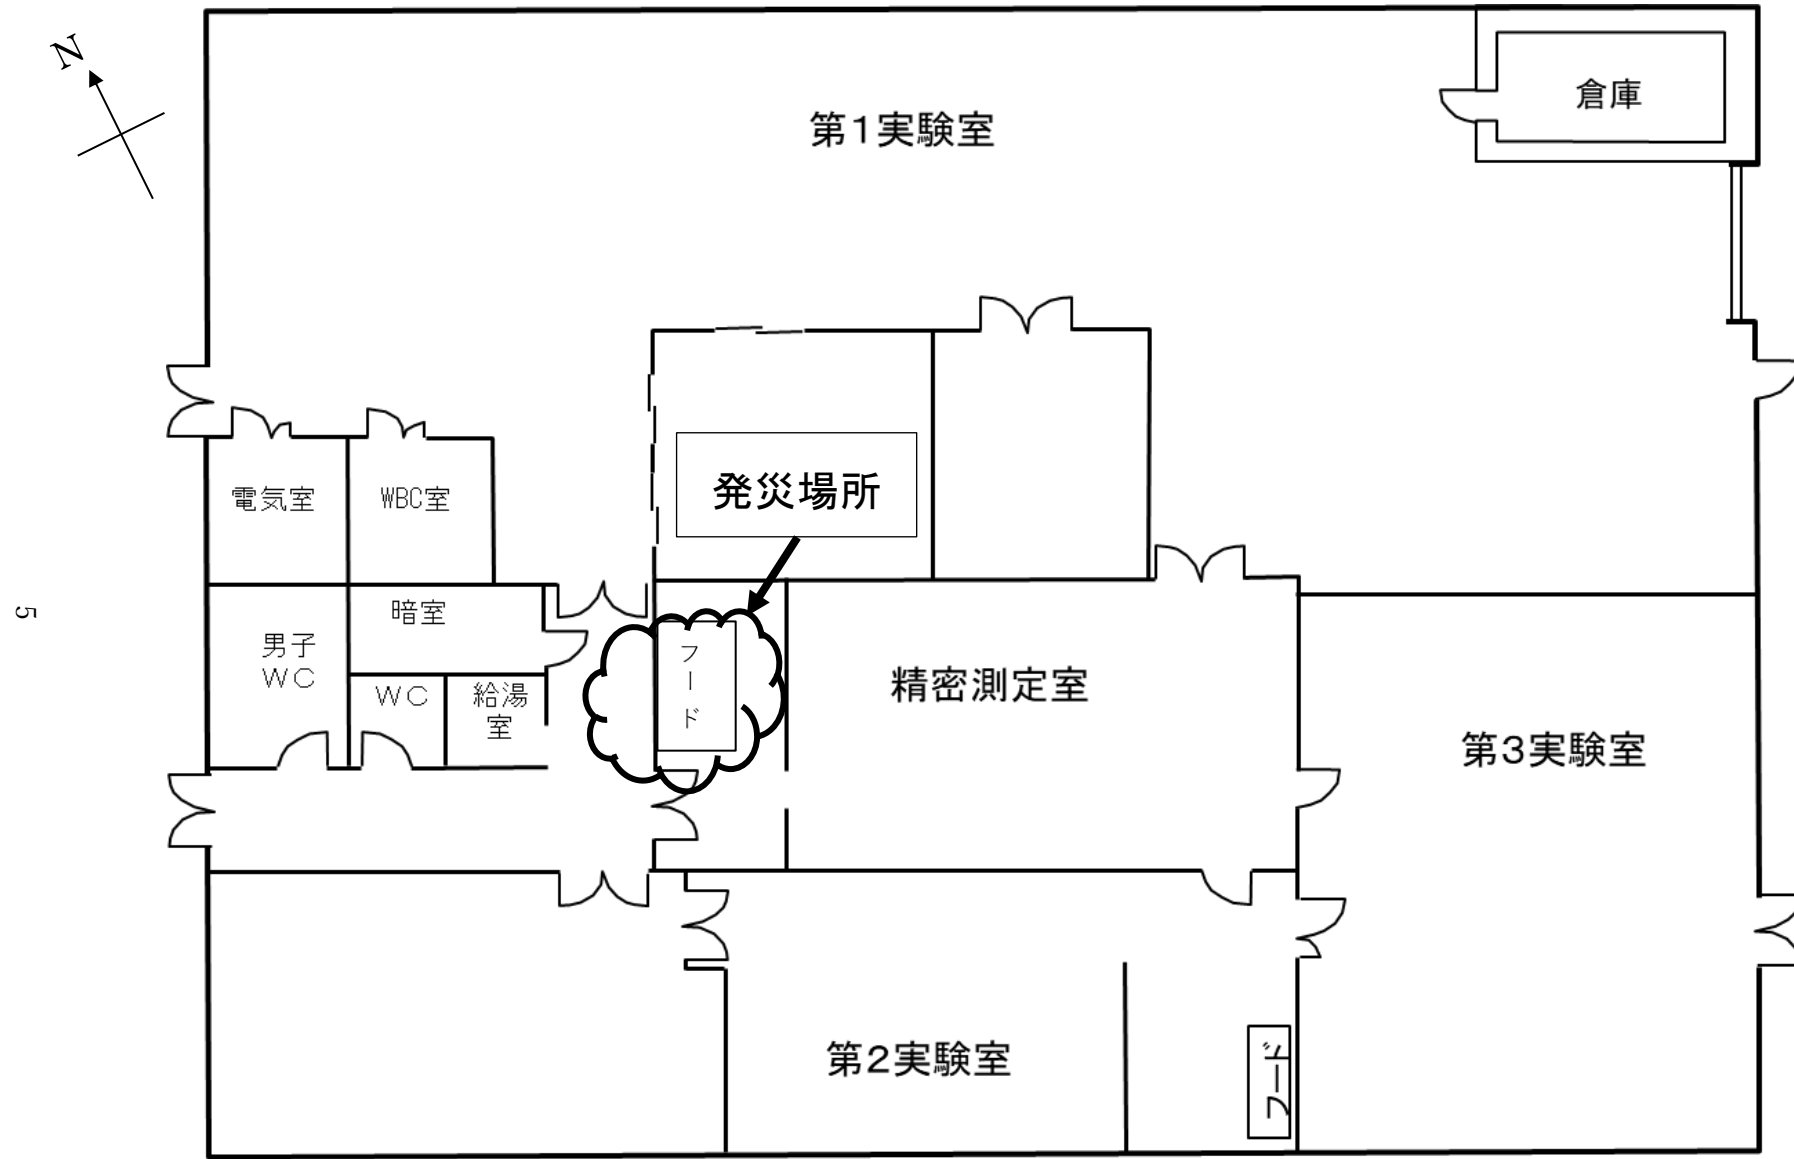 N
第1実験室
倉庫
発災場所
電気室
WBC室
暗室
男子
WC
WC
給湯
室
フード
精密測定室
第3実験室
第2実験室
フード
5